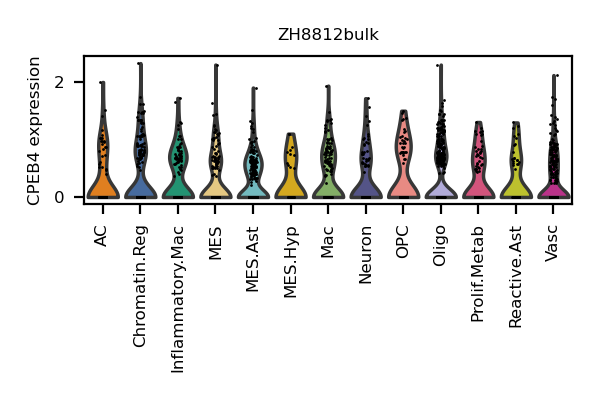 ZH8812bulk
CPEB4 expression
2
0
AC
Chromatin.Reg
Inflammatory.Mac
MES
MES.Ast
MES.Hyp
Mac
Neuron
OPC
Oligo
Prolif.Metab
Reactive.Ast
Vasc